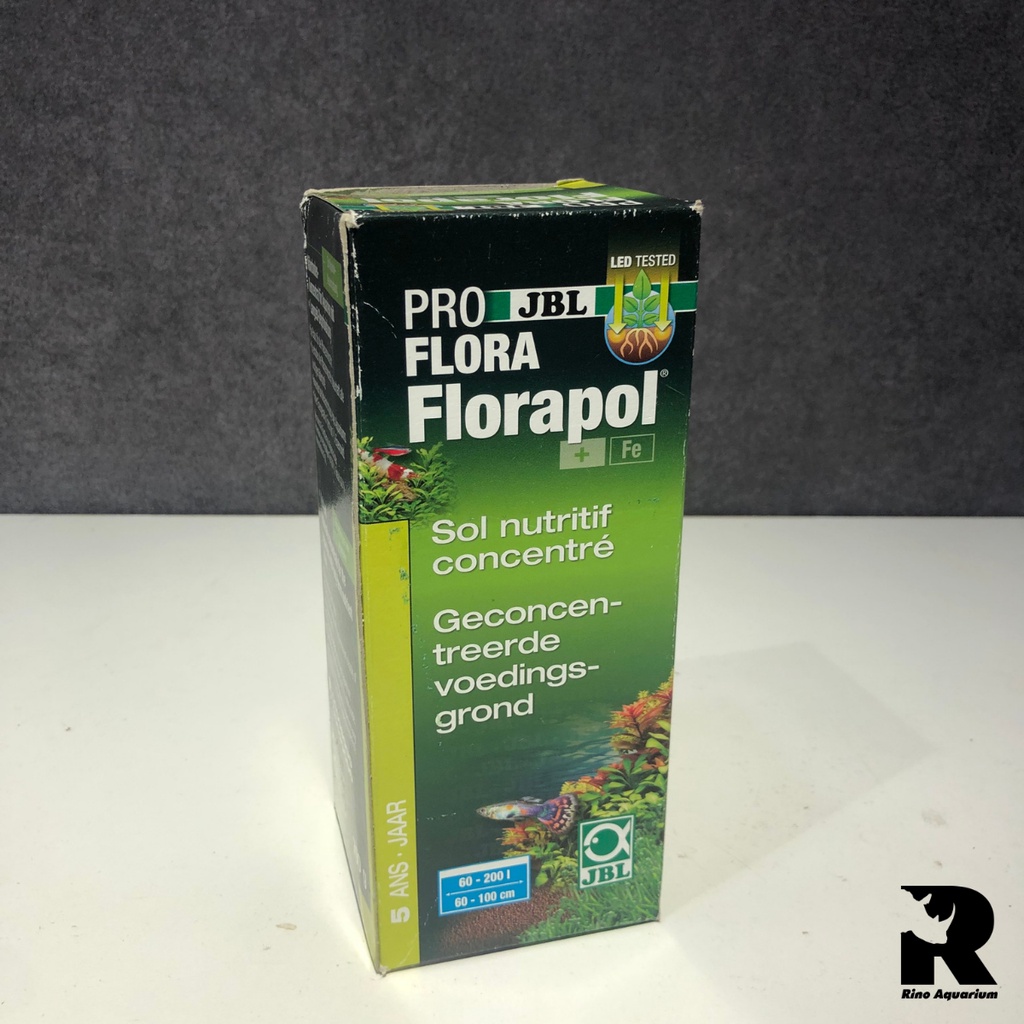 LED TESTED
PRO JBL
FLORA
Florapol®
+ Fe
Sol nutritif
concentré
Geconcen-
treerde
voedings-
grond
5 ANS · JAAR
60 - 200 l
60 - 100 cm
JBL
R
Rino Aquarium